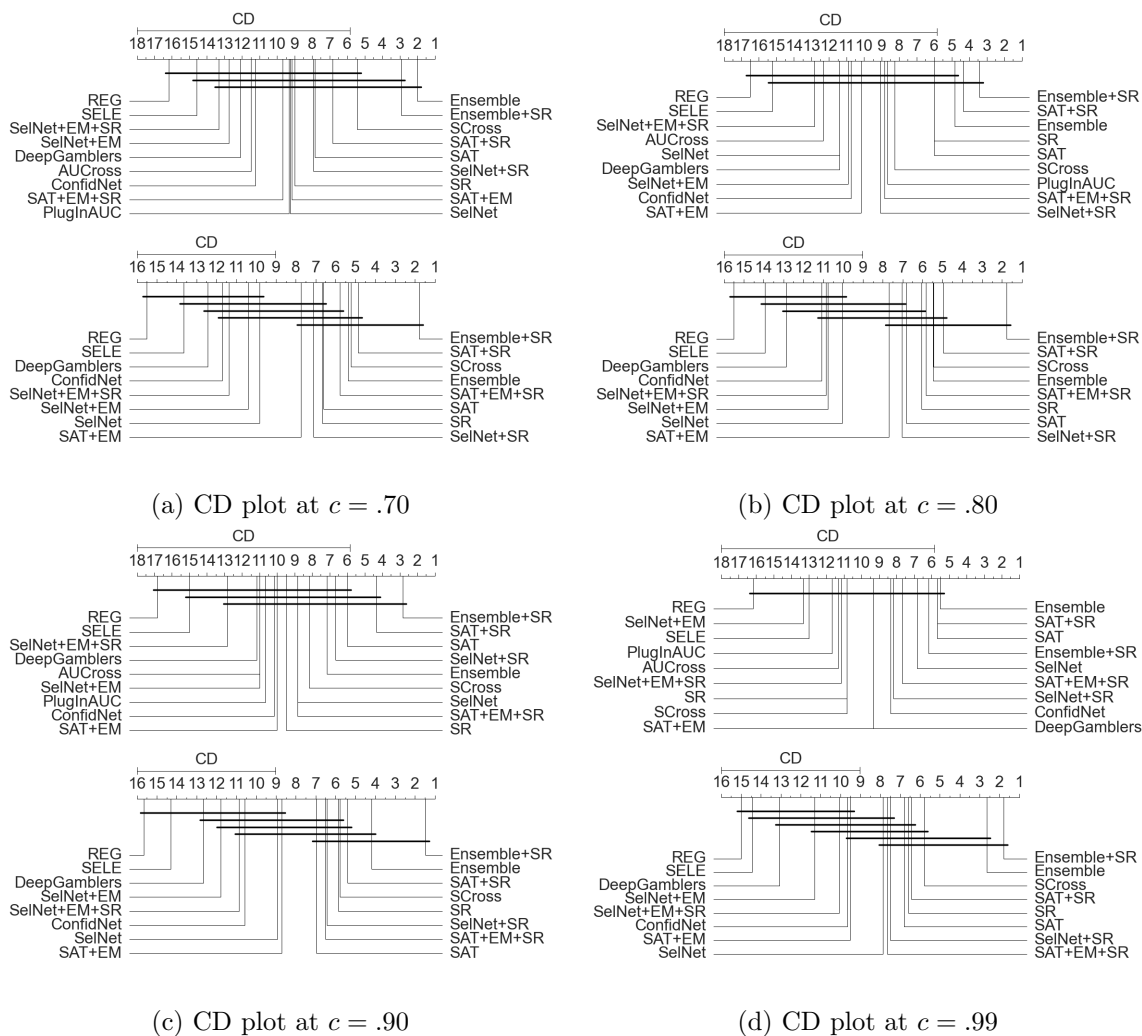 CD
18 17 16 15 14 13 12 11 10 9 8 7 6 5 4 3 2 1
REG
SELE
SelNet+EM+SR
SelNet+EM
DeepGamblers
AUCross
ConfidNet
SAT+EM+SR
PlugInAUC
Ensemble
Ensemble+SR
SCross
SAT+SR
SAT
SelNet+SR
SR
SAT+EM
SelNet
CD
16 15 14 13 12 11 10 9 8 7 6 5 4 3 2 1
REG
SELE
DeepGamblers
ConfidNet
SelNet+EM+SR
SelNet+EM
SelNet
SAT+EM
Ensemble+SR
SAT+SR
SCross
Ensemble
SAT+EM+SR
SAT
SR
SelNet+SR
(a) CD plot at c = .70
CD
18 17 16 15 14 13 12 11 10 9 8 7 6 5 4 3 2 1
REG
SELE
SelNet+EM+SR
AUCross
SelNet
DeepGamblers
SelNet+EM
ConfidNet
SAT+EM
Ensemble+SR
SAT+SR
Ensemble
SR
SAT
SCross
PlugInAUC
SAT+EM+SR
SelNet+SR
CD
16 15 14 13 12 11 10 9 8 7 6 5 4 3 2 1
REG
SELE
DeepGamblers
ConfidNet
SelNet+EM+SR
SelNet+EM
SelNet
SAT+EM
Ensemble+SR
SAT+SR
SCross
Ensemble
SAT+EM+SR
SR
SAT
SelNet+SR
(b) CD plot at c = .80
CD
18 17 16 15 14 13 12 11 10 9 8 7 6 5 4 3 2 1
REG
SELE
SelNet+EM+SR
DeepGamblers
AUCross
SelNet+EM
PlugInAUC
ConfidNet
SAT+EM
Ensemble+SR
SAT+SR
SAT
SelNet+SR
Ensemble
SCross
SelNet
SAT+EM+SR
SR
CD
16 15 14 13 12 11 10 9 8 7 6 5 4 3 2 1
REG
SELE
DeepGamblers
SelNet+EM
SelNet+EM+SR
ConfidNet
SelNet
SAT+EM
Ensemble+SR
Ensemble
SAT+SR
SCross
SR
SelNet+SR
SAT+EM+SR
SAT
(c) CD plot at c = .90
CD
18 17 16 15 14 13 12 11 10 9 8 7 6 5 4 3 2 1
REG
SelNet+EM
SELE
PlugInAUC
AUCross
SelNet+EM+SR
SR
SCross
SAT+EM
Ensemble
SAT+SR
SAT
Ensemble+SR
SelNet
SAT+EM+SR
SelNet+SR
ConfidNet
DeepGamblers
CD
16 15 14 13 12 11 10 9 8 7 6 5 4 3 2 1
REG
SELE
DeepGamblers
SelNet+EM
SelNet+EM+SR
ConfidNet
SAT+EM
SelNet
Ensemble+SR
Ensemble
SCross
SAT+SR
SR
SAT
SelNet+SR
SAT+EM+SR
(d) CD plot at c = .99